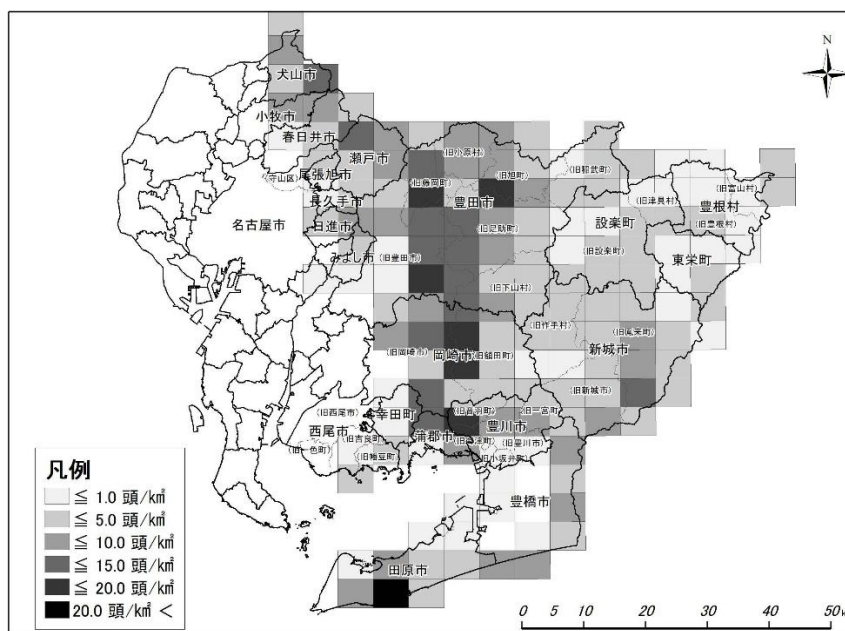 N
犬山市
小牧市
春日井市
瀬戸市
(旧小原村)
(旧旭町)
(旧稲武町)
(守山区)
尾張旭市
(旧藤岡町)
豊田市
(旧津具村)
(旧富山村)
豊根村
長久手市
名古屋市
日進市
(旧足助町)
設楽町
(旧豊根村)
みよし市
(旧豊田市)
(旧設楽町)
東栄町
(旧下山村)
(旧作手村)
(旧鳳来町)
(旧岡崎市)
岡崎市
(旧額田町)
新城市
(旧新城市)
(旧西尾市)
幸田町
(旧音羽町)
(旧一宮町)
西尾市
(旧吉良町)
蒲郡市
豊川市
(旧一色町)
(旧幡豆町)
(旧豊川市)
(旧小坂井町)
豊橋市
田原市
凡例
≦ 1.0 頭/k㎡
≦ 5.0 頭/k㎡
≦ 10.0 頭/k㎡
≦ 15.0 頭/k㎡
≦ 20.0 頭/k㎡
20.0 頭/k㎡ <
0 5 10 20 30 40